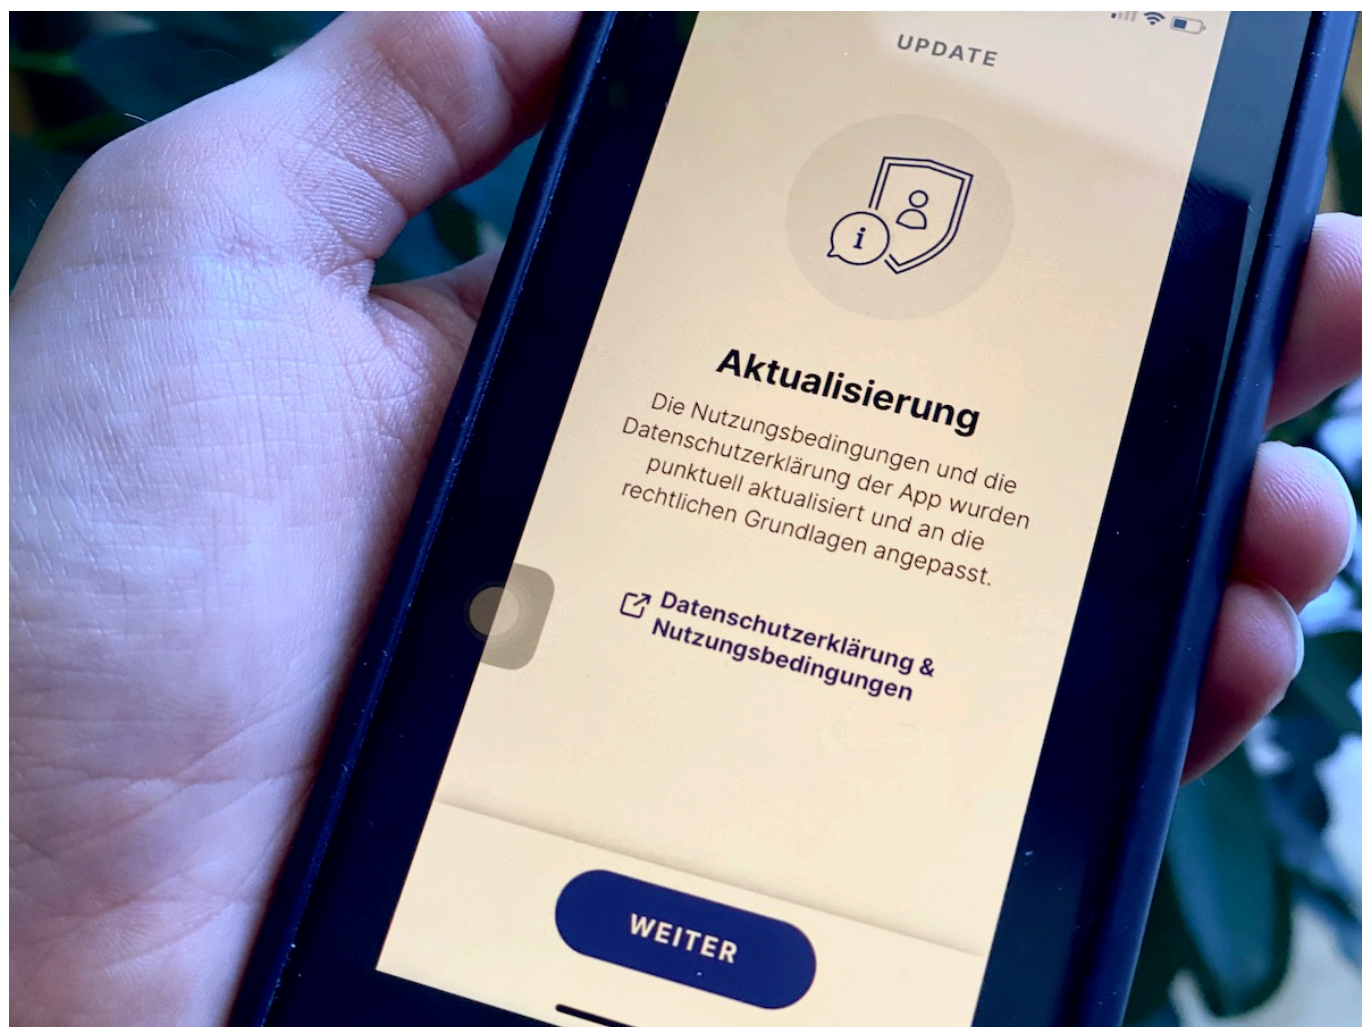 UPDATE
i
Aktualisierung
Die Nutzungsbedingungen und die
Datenschutzerklärung der App wurden
punktuell aktualisiert und an die
rechtlichen Grundlagen angepasst.
Datenschutzerklärung &
Nutzungsbedingungen
WEITER